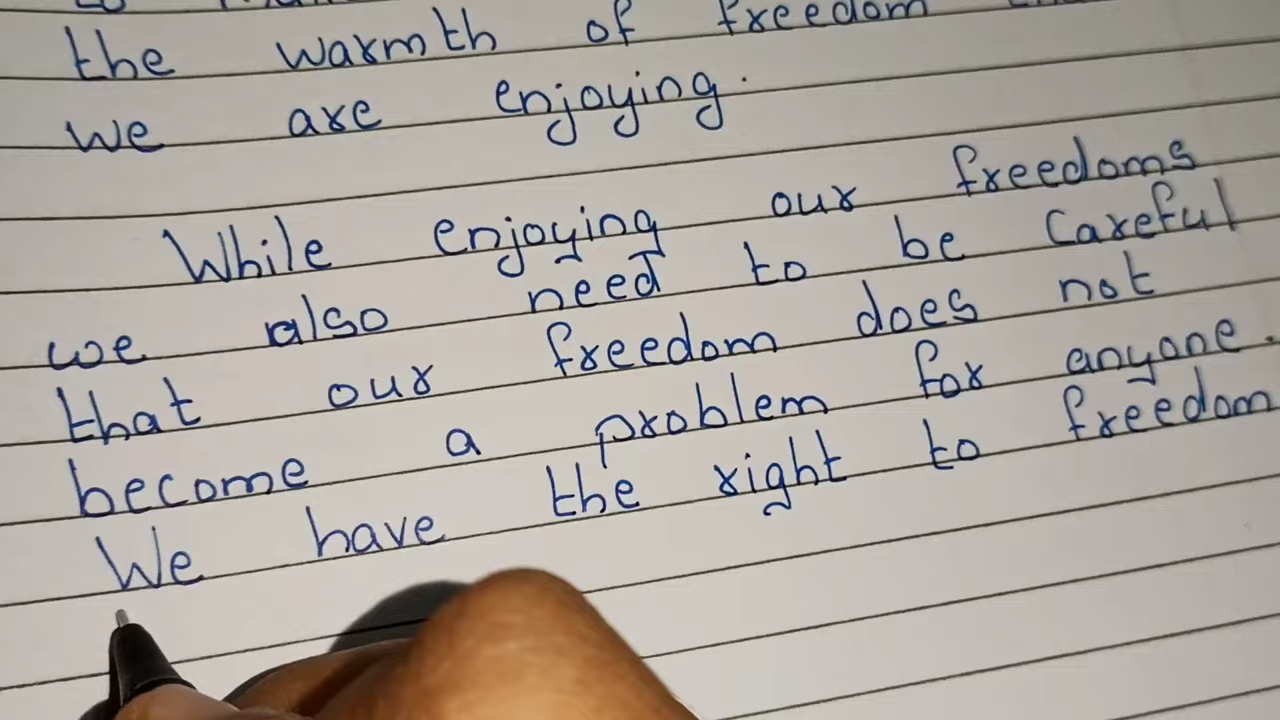 the warmth of freedom
we are enjoying.
While enjoying our freedoms
we also need to be careful
that our freedom does not
become a problem for anyone.
We have the right to freedom